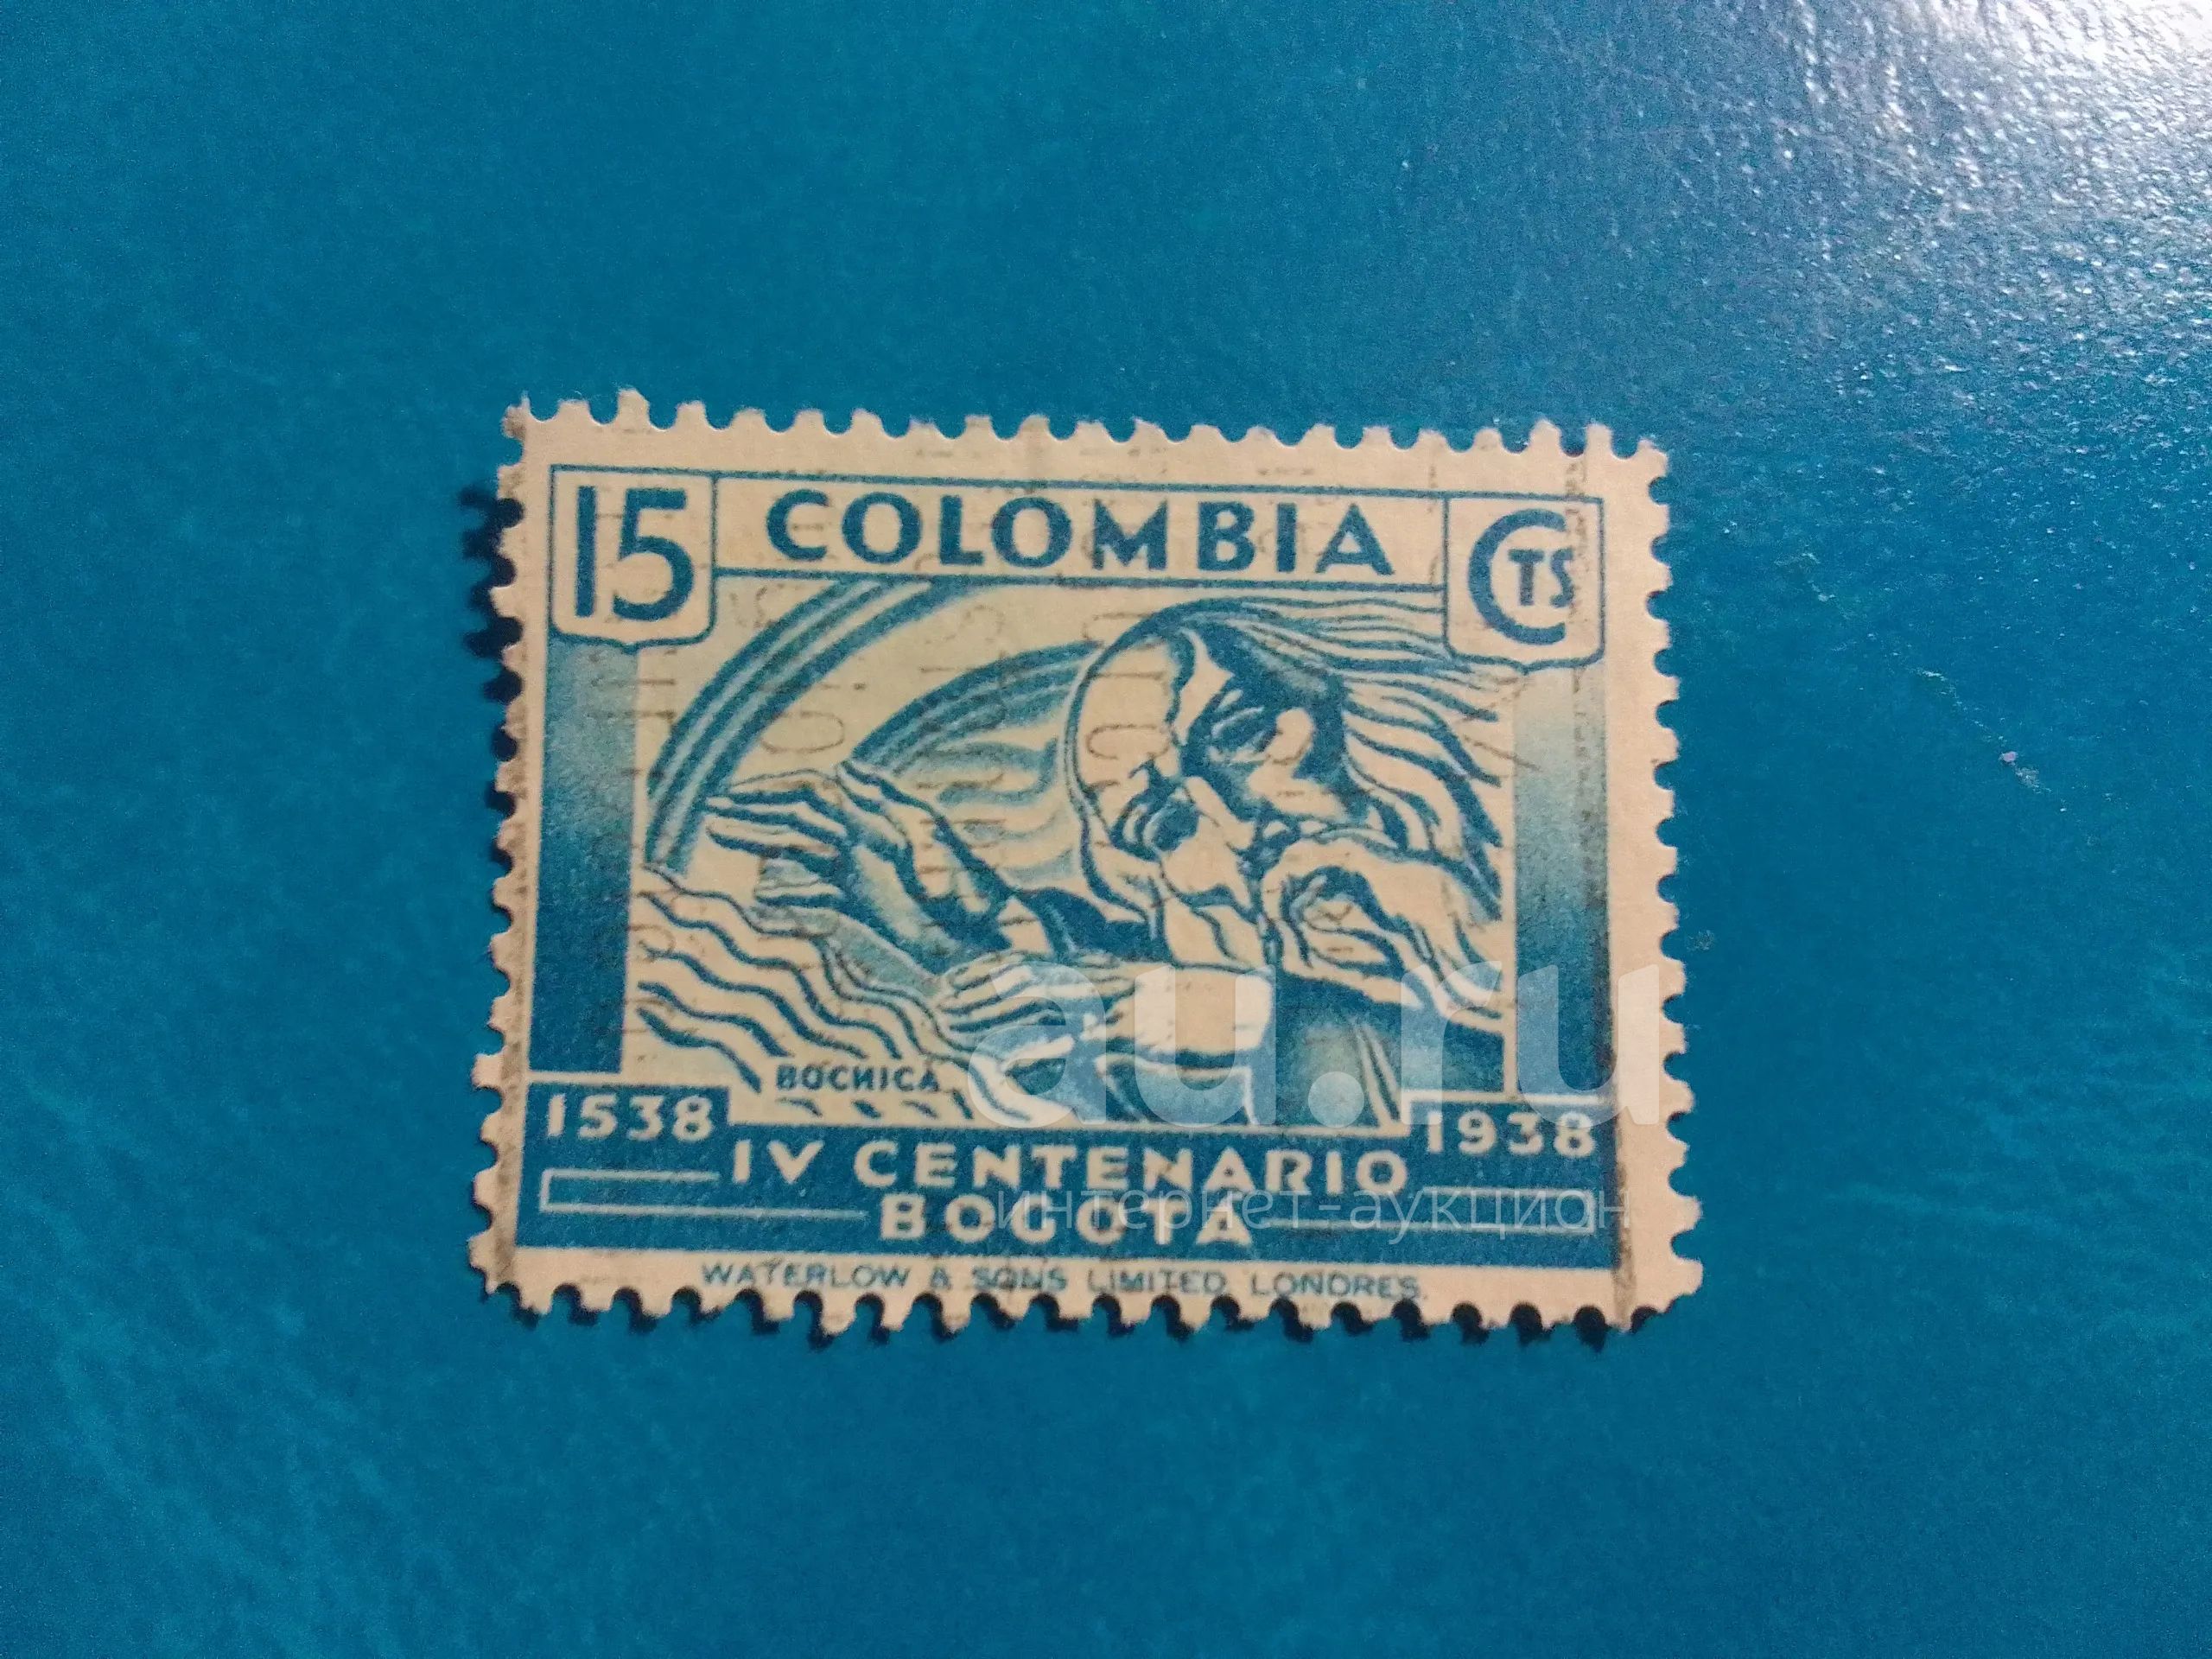 15 COLOMBIA CTS
BOCHICA
1538 1938
IV CENTENARIO
BOGOTA
WATERLOW & SONS LIMITED, LONDRES.
au.ru
интернет-аукцион